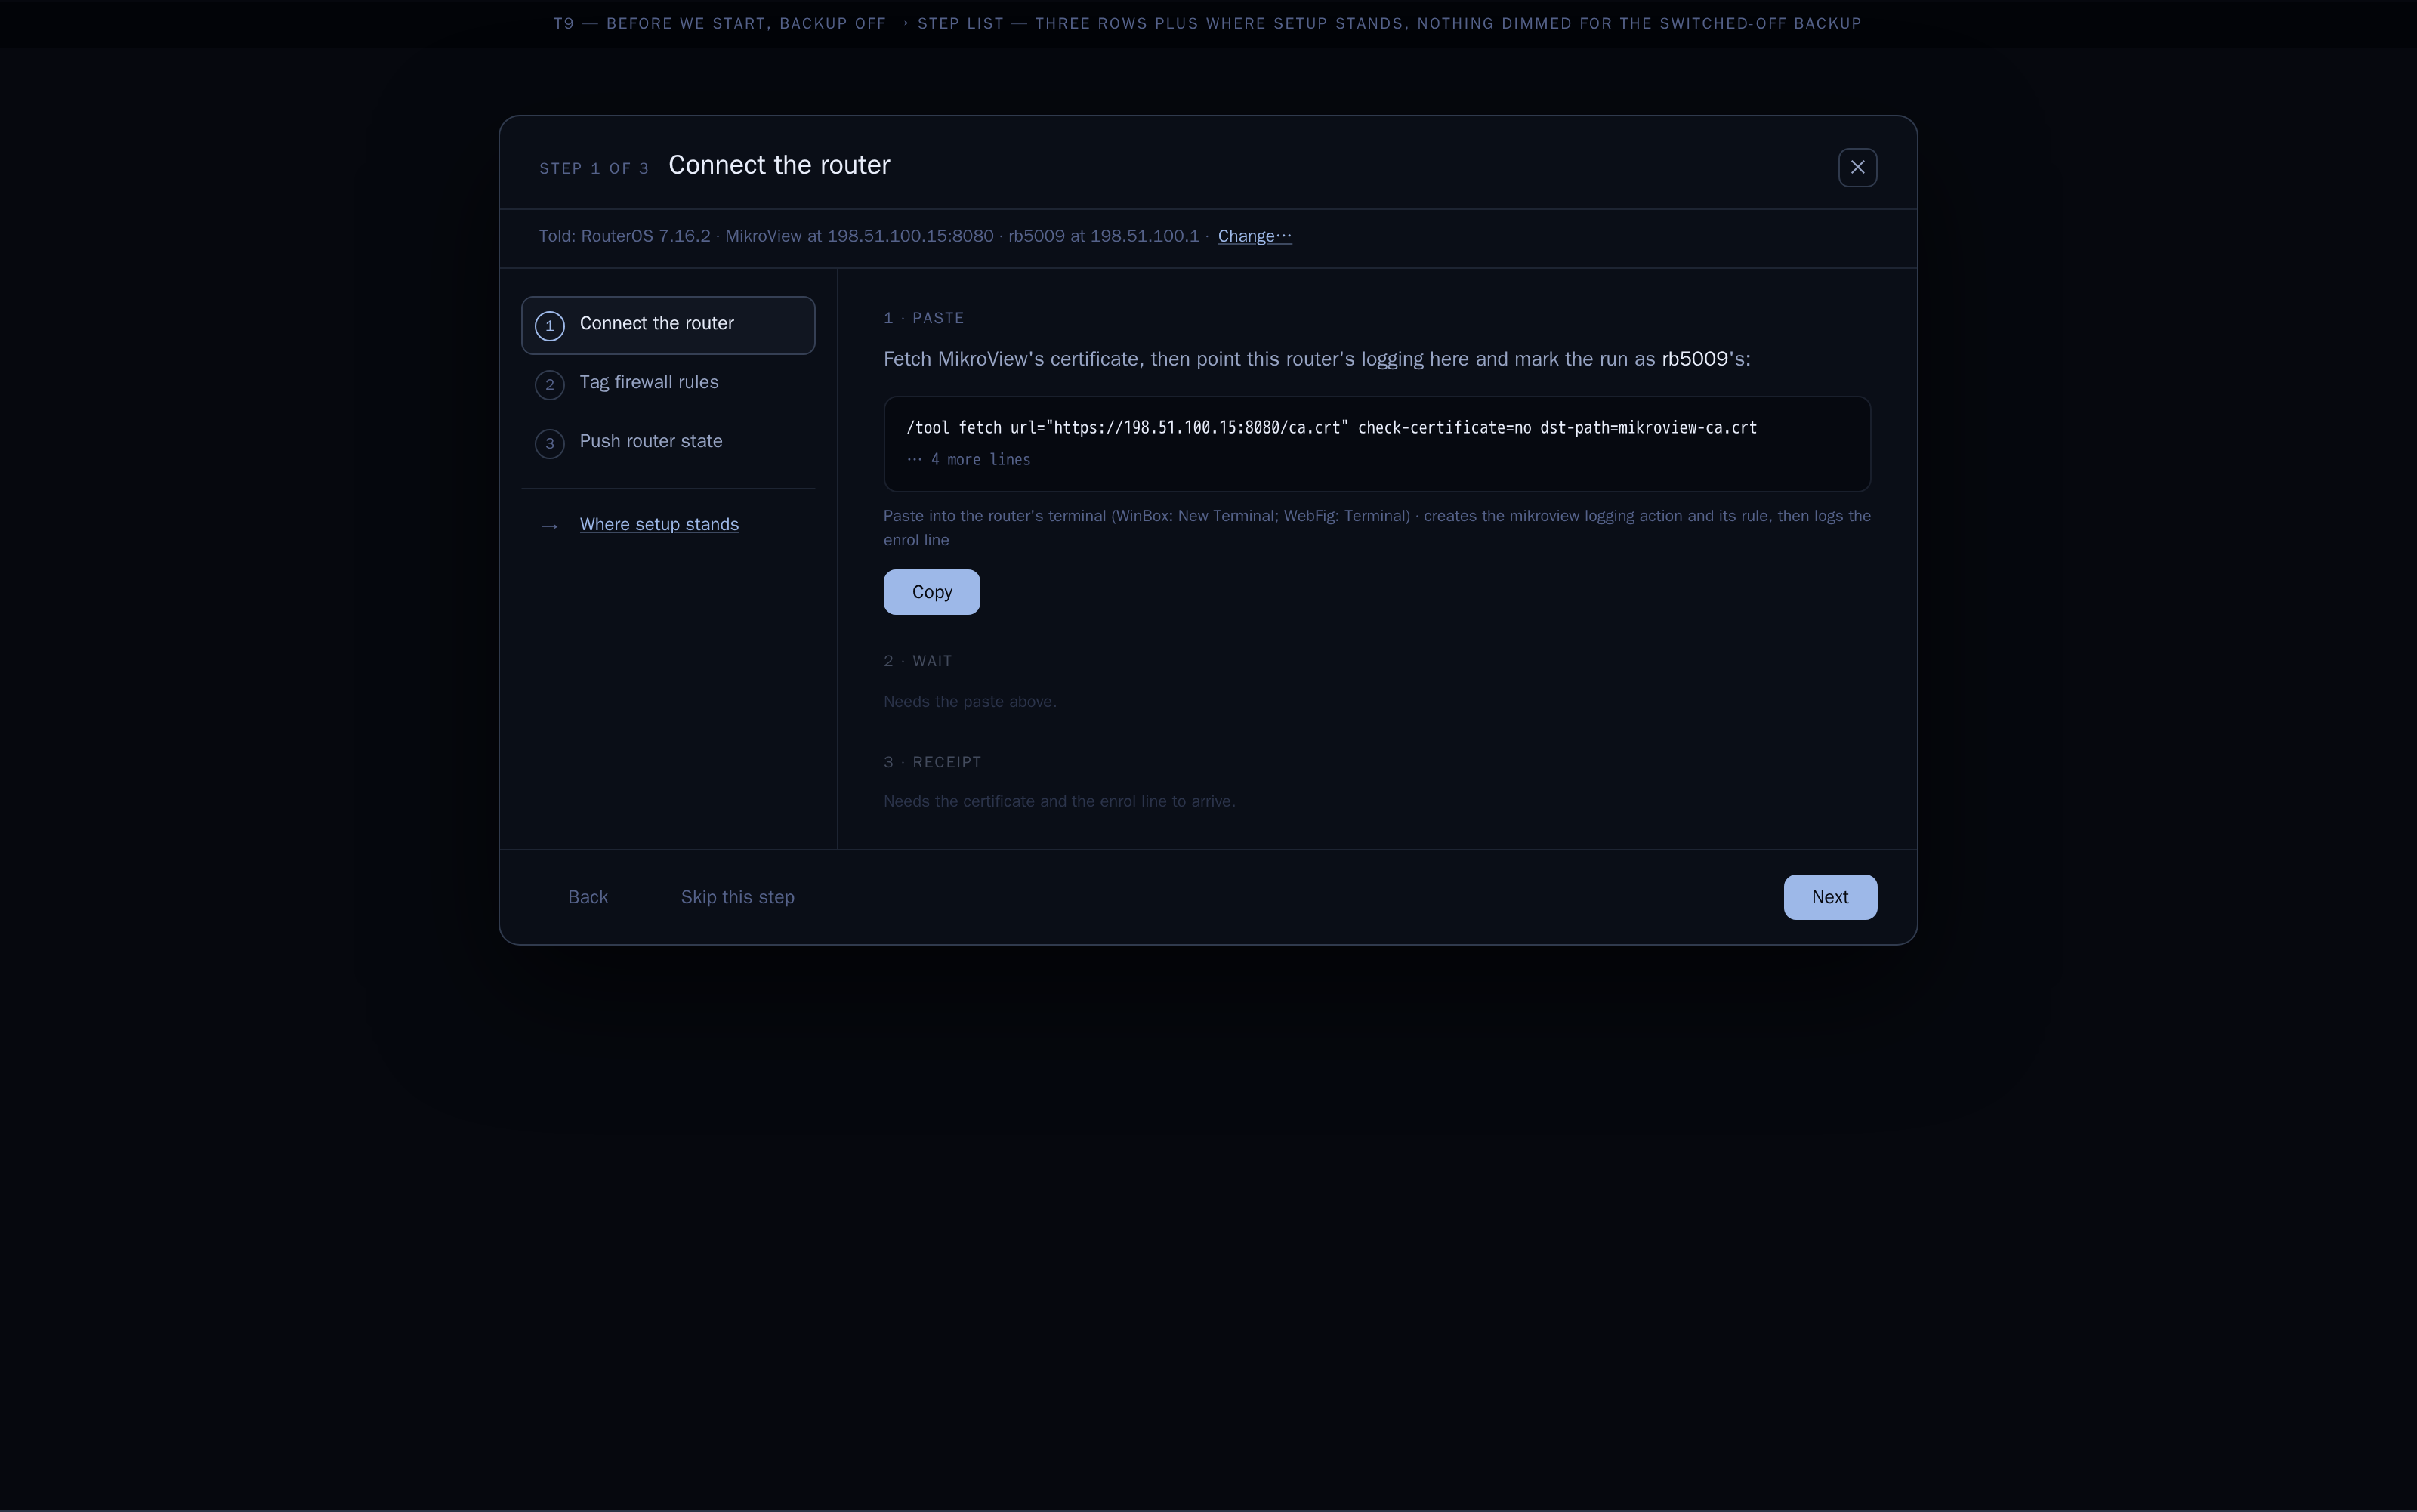 T9 — BEFORE WE START, BACKUP OFF → STEP LIST — THREE ROWS PLUS WHERE SETUP STANDS, NOTHING DIMMED FOR THE SWITCHED-OFF BACKUP
STEP 1 OF 3 Connect the router
Told: RouterOS 7.16.2 · MikroView at 198.51.100.15:8080 · rb5009 at 198.51.100.1 · Change…
1 Connect the router
2 Tag firewall rules
3 Push router state
→ Where setup stands
1 · PASTE
Fetch MikroView's certificate, then point this router's logging here and mark the run as rb5009's:
/tool fetch url="https://198.51.100.15:8080/ca.crt" check-certificate=no dst-path=mikroview-ca.crt
… 4 more lines
Paste into the router's terminal (WinBox: New Terminal; WebFig: Terminal) · creates the mikroview logging action and its rule, then logs the
enrol line
Copy
2 · WAIT
Needs the paste above.
3 · RECEIPT
Needs the certificate and the enrol line to arrive.
Back Skip this step Next